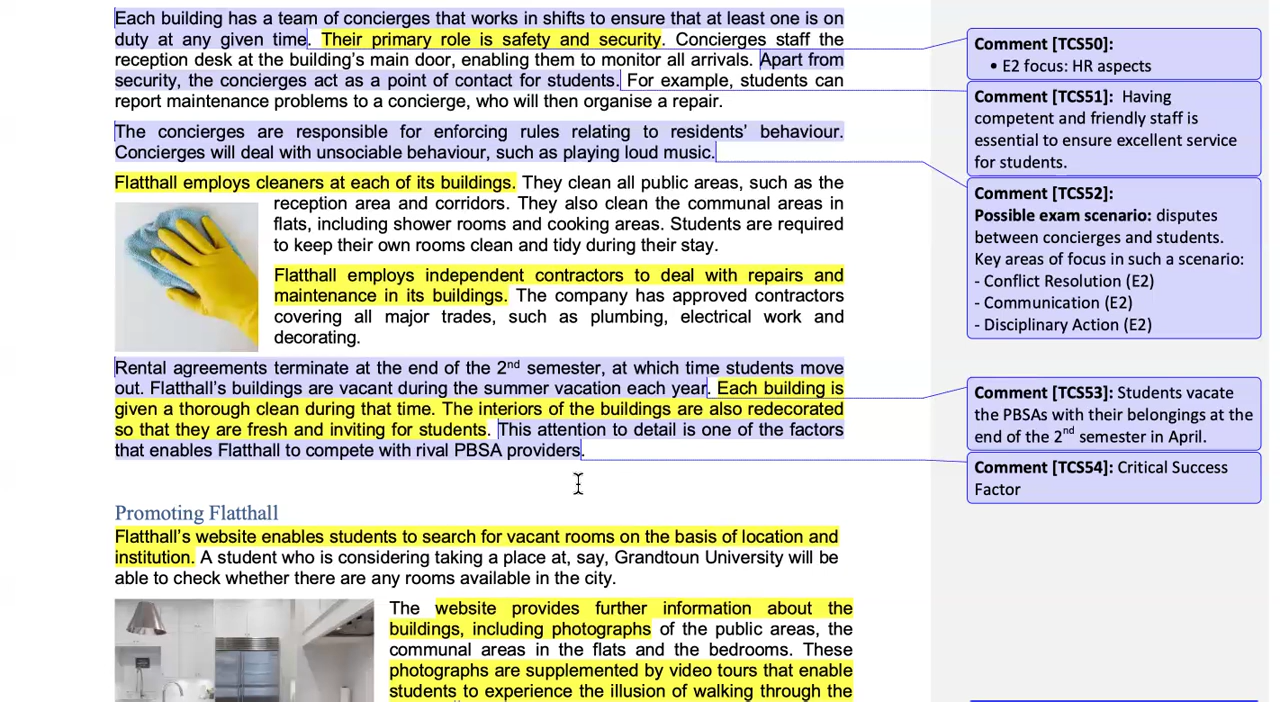 Each building has a team of concierges that works in shifts to ensure that at least one is on
duty at any given time. Their primary role is safety and security. Concierges staff the
reception desk at the building's main door, enabling them to monitor all arrivals. Apart from
security, the concierges act as a point of contact for students. For example, students can
report maintenance problems to a concierge, who will then organise a repair.
The concierges are responsible for enforcing rules relating to residents' behaviour.
Concierges will deal with unsociable behaviour, such as playing loud music.
Flatthall employs cleaners at each of its buildings. They clean all public areas, such as the
reception area and corridors. They also clean the communal areas in
flats, including shower rooms and cooking areas. Students are required
to keep their own rooms clean and tidy during their stay.
Flatthall employs independent contractors to deal with repairs and
maintenance in its buildings. The company has approved contractors
covering all major trades, such as plumbing, electrical work and
decorating.
Rental agreements terminate at the end of the 2nd semester, at which time students move
out. Flatthall's buildings are vacant during the summer vacation each year. Each building is
given a thorough clean during that time. The interiors of the buildings are also redecorated
so that they are fresh and inviting for students. This attention to detail is one of the factors
that enables Flatthall to compete with rival PBSA providers.
Promoting Flatthall
Flatthall's website enables students to search for vacant rooms on the basis of location and
institution. A student who is considering taking a place at, say, Grandtoun University will be
able to check whether there are any rooms available in the city.
The website provides further information about the
buildings, including photographs of the public areas, the
communal areas in the flats and the bedrooms. These
photographs are supplemented by video tours that enable
students to experience the illusion of walking through the
Comment [TCS50]:
• E2 focus: HR aspects
Comment [TCS51]: Having
competent and friendly staff is
essential to ensure excellent service
for students.
Comment [TCS52]:
Possible exam scenario: disputes
between concierges and students.
Key areas of focus in such a scenario:
- Conflict Resolution (E2)
- Communication (E2)
- Disciplinary Action (E2)
Comment [TCS53]: Students vacate
the PBSAs with their belongings at the
end of the 2nd semester in April.
Comment [TCS54]: Critical Success
Factor